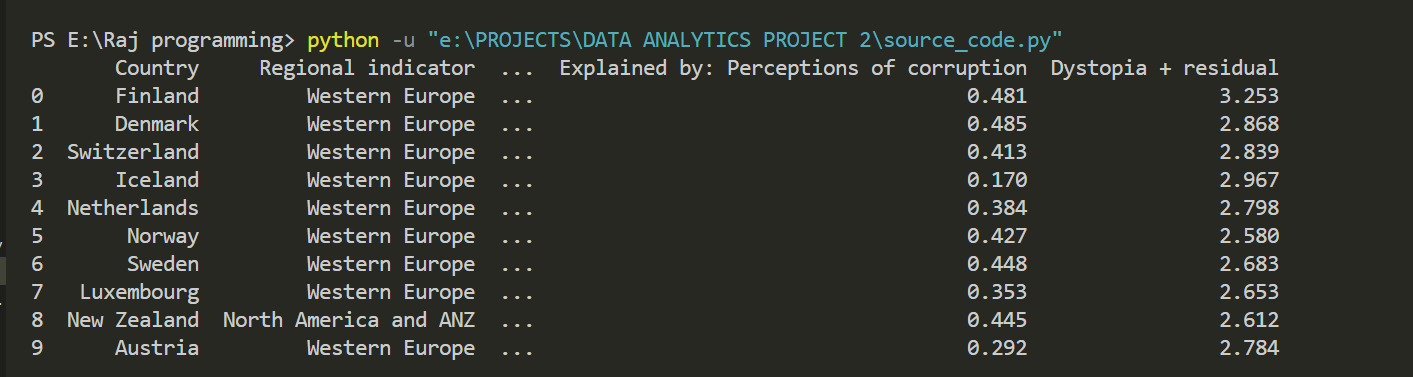 PS E:\Raj programming> python -u "e:\PROJECTS\DATA ANALYTICS PROJECT 2\source_code.py"
Country Regional indicator ... Explained by: Perceptions of corruption Dystopia + residual
0 Finland Western Europe ... 0.481 3.253
1 Denmark Western Europe ... 0.485 2.868
2 Switzerland Western Europe ... 0.413 2.839
3 Iceland Western Europe ... 0.170 2.967
4 Netherlands Western Europe ... 0.384 2.798
5 Norway Western Europe ... 0.427 2.580
6 Sweden Western Europe ... 0.448 2.683
7 Luxembourg Western Europe ... 0.353 2.653
8 New Zealand North America and ANZ ... 0.445 2.612
9 Austria Western Europe ... 0.292 2.784